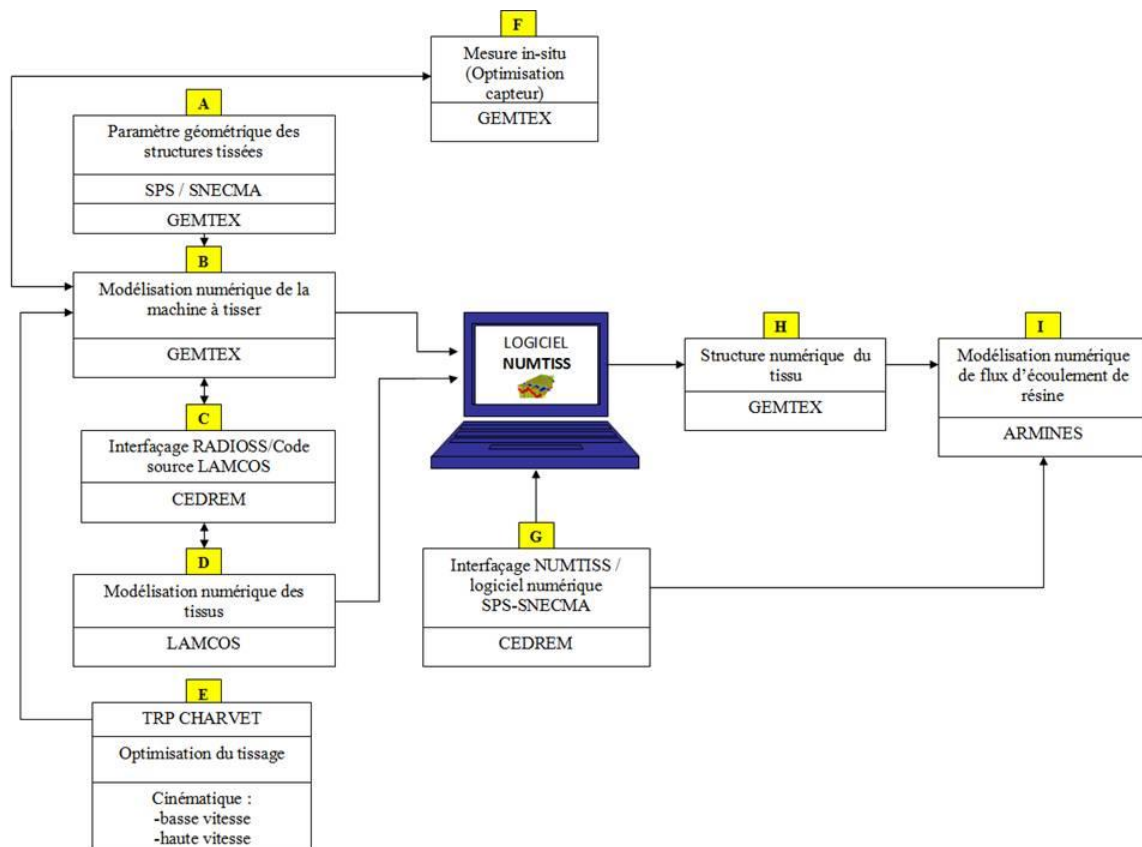 F
Mesure in-situ
(Optimisation
capteur)
GEMTEX
A
Paramètre géométrique des
structures tissées
SPS / SNECMA
GEMTEX
B
Modélisation numérique de la
machine à tisser
GEMTEX
C
Interfaçage RADIOSS/Code
source LAMCOS
CEDREM
D
Modélisation numérique des
tissus
LAMCOS
E
TRP CHARVET
Optimisation du tissage
Cinématique :
-basse vitesse
-haute vitesse
LOGICIEL
NUMTISS
G
Interfaçage NUMTISS /
logiciel numérique
SPS-SNECMA
CEDREM
H
Structure numérique du
tissu
GEMTEX
I
Modélisation numérique
de flux d'écoulement de
résine
ARMINES